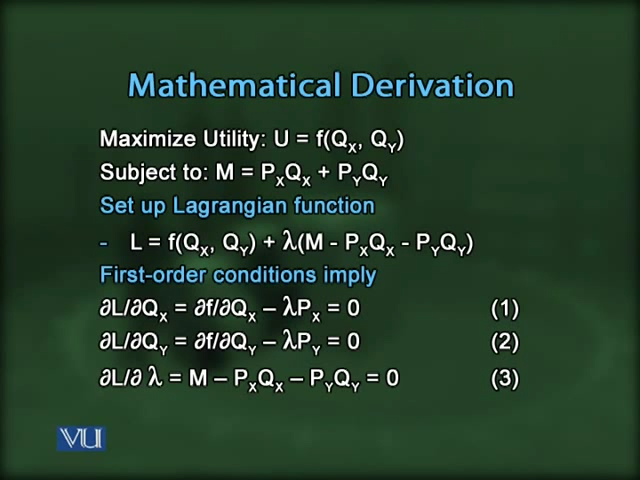 Mathematical Derivation
Maximize Utility: U = f(Q_X, Q_Y)
Subject to: M = P_XQ_X + P_YQ_Y
Set up Lagrangian function
- L = f(Q_X, Q_Y) + λ(M - P_XQ_X - P_YQ_Y)
First-order conditions imply
∂L/∂Q_X = ∂f/∂Q_X – λP_X = 0 (1)
∂L/∂Q_Y = ∂f/∂Q_Y – λP_Y = 0 (2)
∂L/∂ λ = M – P_XQ_X – P_YQ_Y = 0 (3)
VU